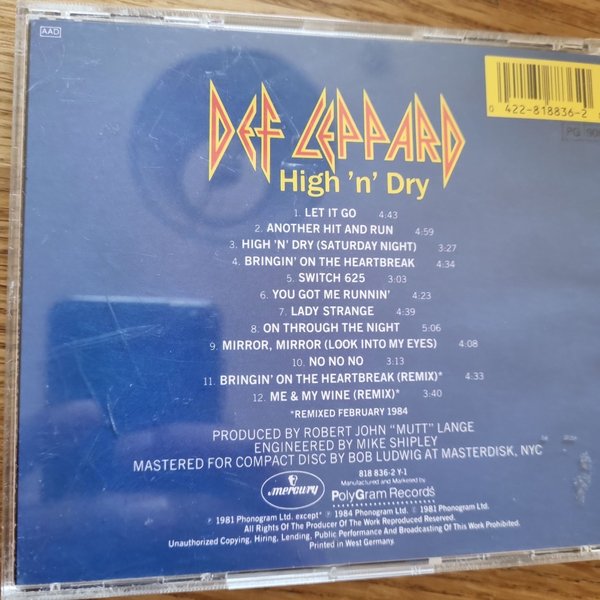 AAD
DEF LEPPARD
High 'n' Dry
0 422-818836-2
PG 90
1. LET IT GO 4:43
2. ANOTHER HIT AND RUN 4:59
3. HIGH 'N' DRY (SATURDAY NIGHT) 3:27
4. BRINGIN' ON THE HEARTBREAK 4:34
5. SWITCH 625 3:03
6. YOU GOT ME RUNNIN' 4:23
7. LADY STRANGE 4:39
8. ON THROUGH THE NIGHT 5:06
9. MIRROR, MIRROR (LOOK INTO MY EYES) 4:08
10. NO NO NO 3:13
11. BRINGIN' ON THE HEARTBREAK (REMIX)* 4:33
12. ME & MY WINE (REMIX)* 3:40
*REMIXED FEBRUARY 1984
PRODUCED BY ROBERT JOHN "MUTT" LANGE
ENGINEERED BY MIKE SHIPLEY
MASTERED FOR COMPACT DISC BY BOB LUDWIG AT MASTERDISK, NYC
818 836-2 Y-1
Manufactured and Marketed by
mercury PolyGram Records
℗ 1981 Phonogram Ltd. except* ℗ 1984 Phonogram Ltd. © 1981 Phonogram Ltd.
All Rights Of The Producer Of The Work Reproduced Reserved.
Unauthorized Copying, Hiring, Lending, Public Performance And Broadcasting Of This Work Prohibited.
Printed in West Germany.